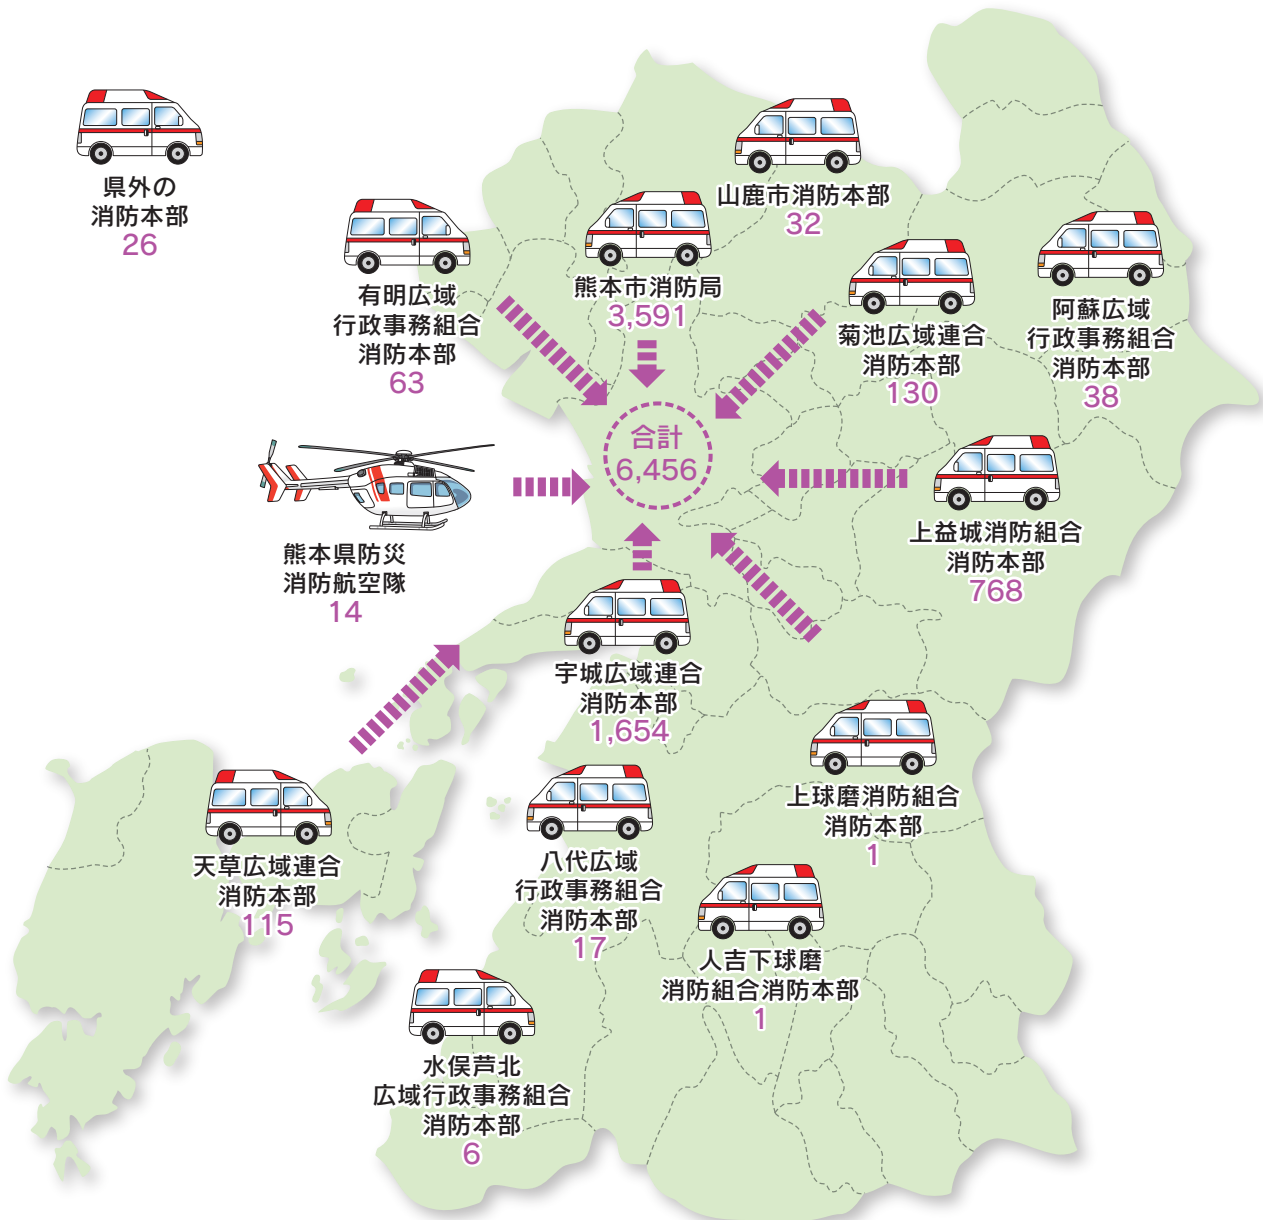 県外の
消防本部
26
有明広域
行政事務組合
消防本部
63
熊本市消防局
3,591
山鹿市消防本部
32
菊池広域連合
消防本部
130
阿蘇広域
行政事務組合
消防本部
38
合計
6,456
熊本県防災
消防航空隊
14
上益城消防組合
消防本部
768
宇城広域連合
消防本部
1,654
上球磨消防組合
消防本部
1
天草広域連合
消防本部
115
八代広域
行政事務組合
消防本部
17
人吉下球磨
消防組合消防本部
1
水俣芦北
広域行政事務組合
消防本部
6